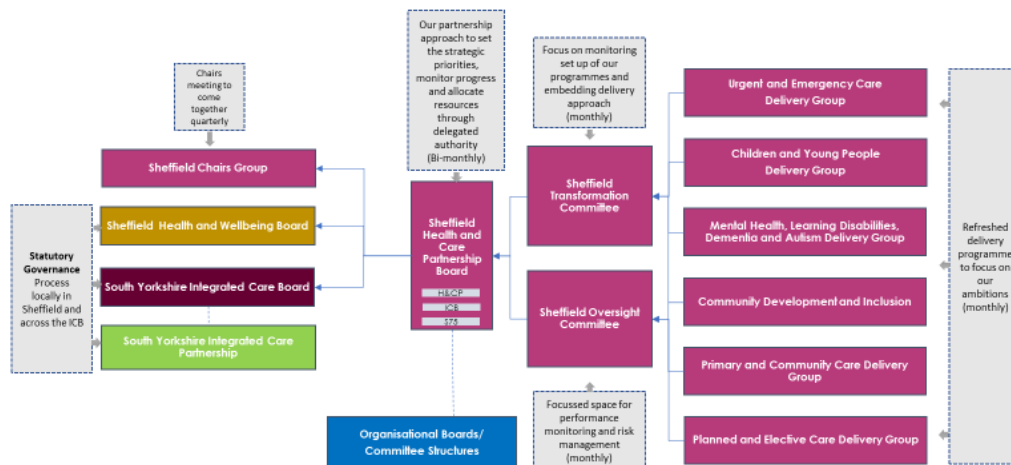 Chairs
meeting to
come
together
quarterly
Sheffield Chairs Group
Sheffield Health and Wellbeing Board
South Yorkshire Integrated Care Board
South Yorkshire Integrated Care
Partnership
Statutory
Governance
Process
locally in
Sheffield and
across the ICB
Our partnership
approach to set
the strategic
priorities,
monitor progress
and allocate
resources
through
delegated
authority
(Bi-monthly)
Sheffield
Health and
Care
Partnership
Board
H&CP
ICB
S75
Organisational Boards/
Committee Structures
Focus on monitoring
set up of our
programmes and
embedding delivery
approach
(monthly)
Sheffield
Transformation
Committee
Sheffield Oversight
Committee
Focussed space for
performance
monitoring and risk
management
(monthly)
Urgent and Emergency Care
Delivery Group
Children and Young People
Delivery Group
Mental Health, Learning Disabilities,
Dementia and Autism Delivery Group
Community Development and Inclusion
Primary and Community Care Delivery
Group
Planned and Elective Care Delivery Group
Refreshed
delivery
programmes
to focus on
our
ambitions
(monthly)